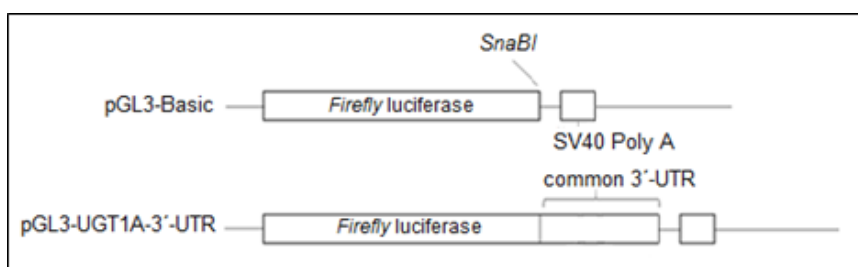 SnaBI
pGL3-Basic
Firefly luciferase
SV40 Poly A
common 3´-UTR
pGL3-UGT1A-3´-UTR
Firefly luciferase